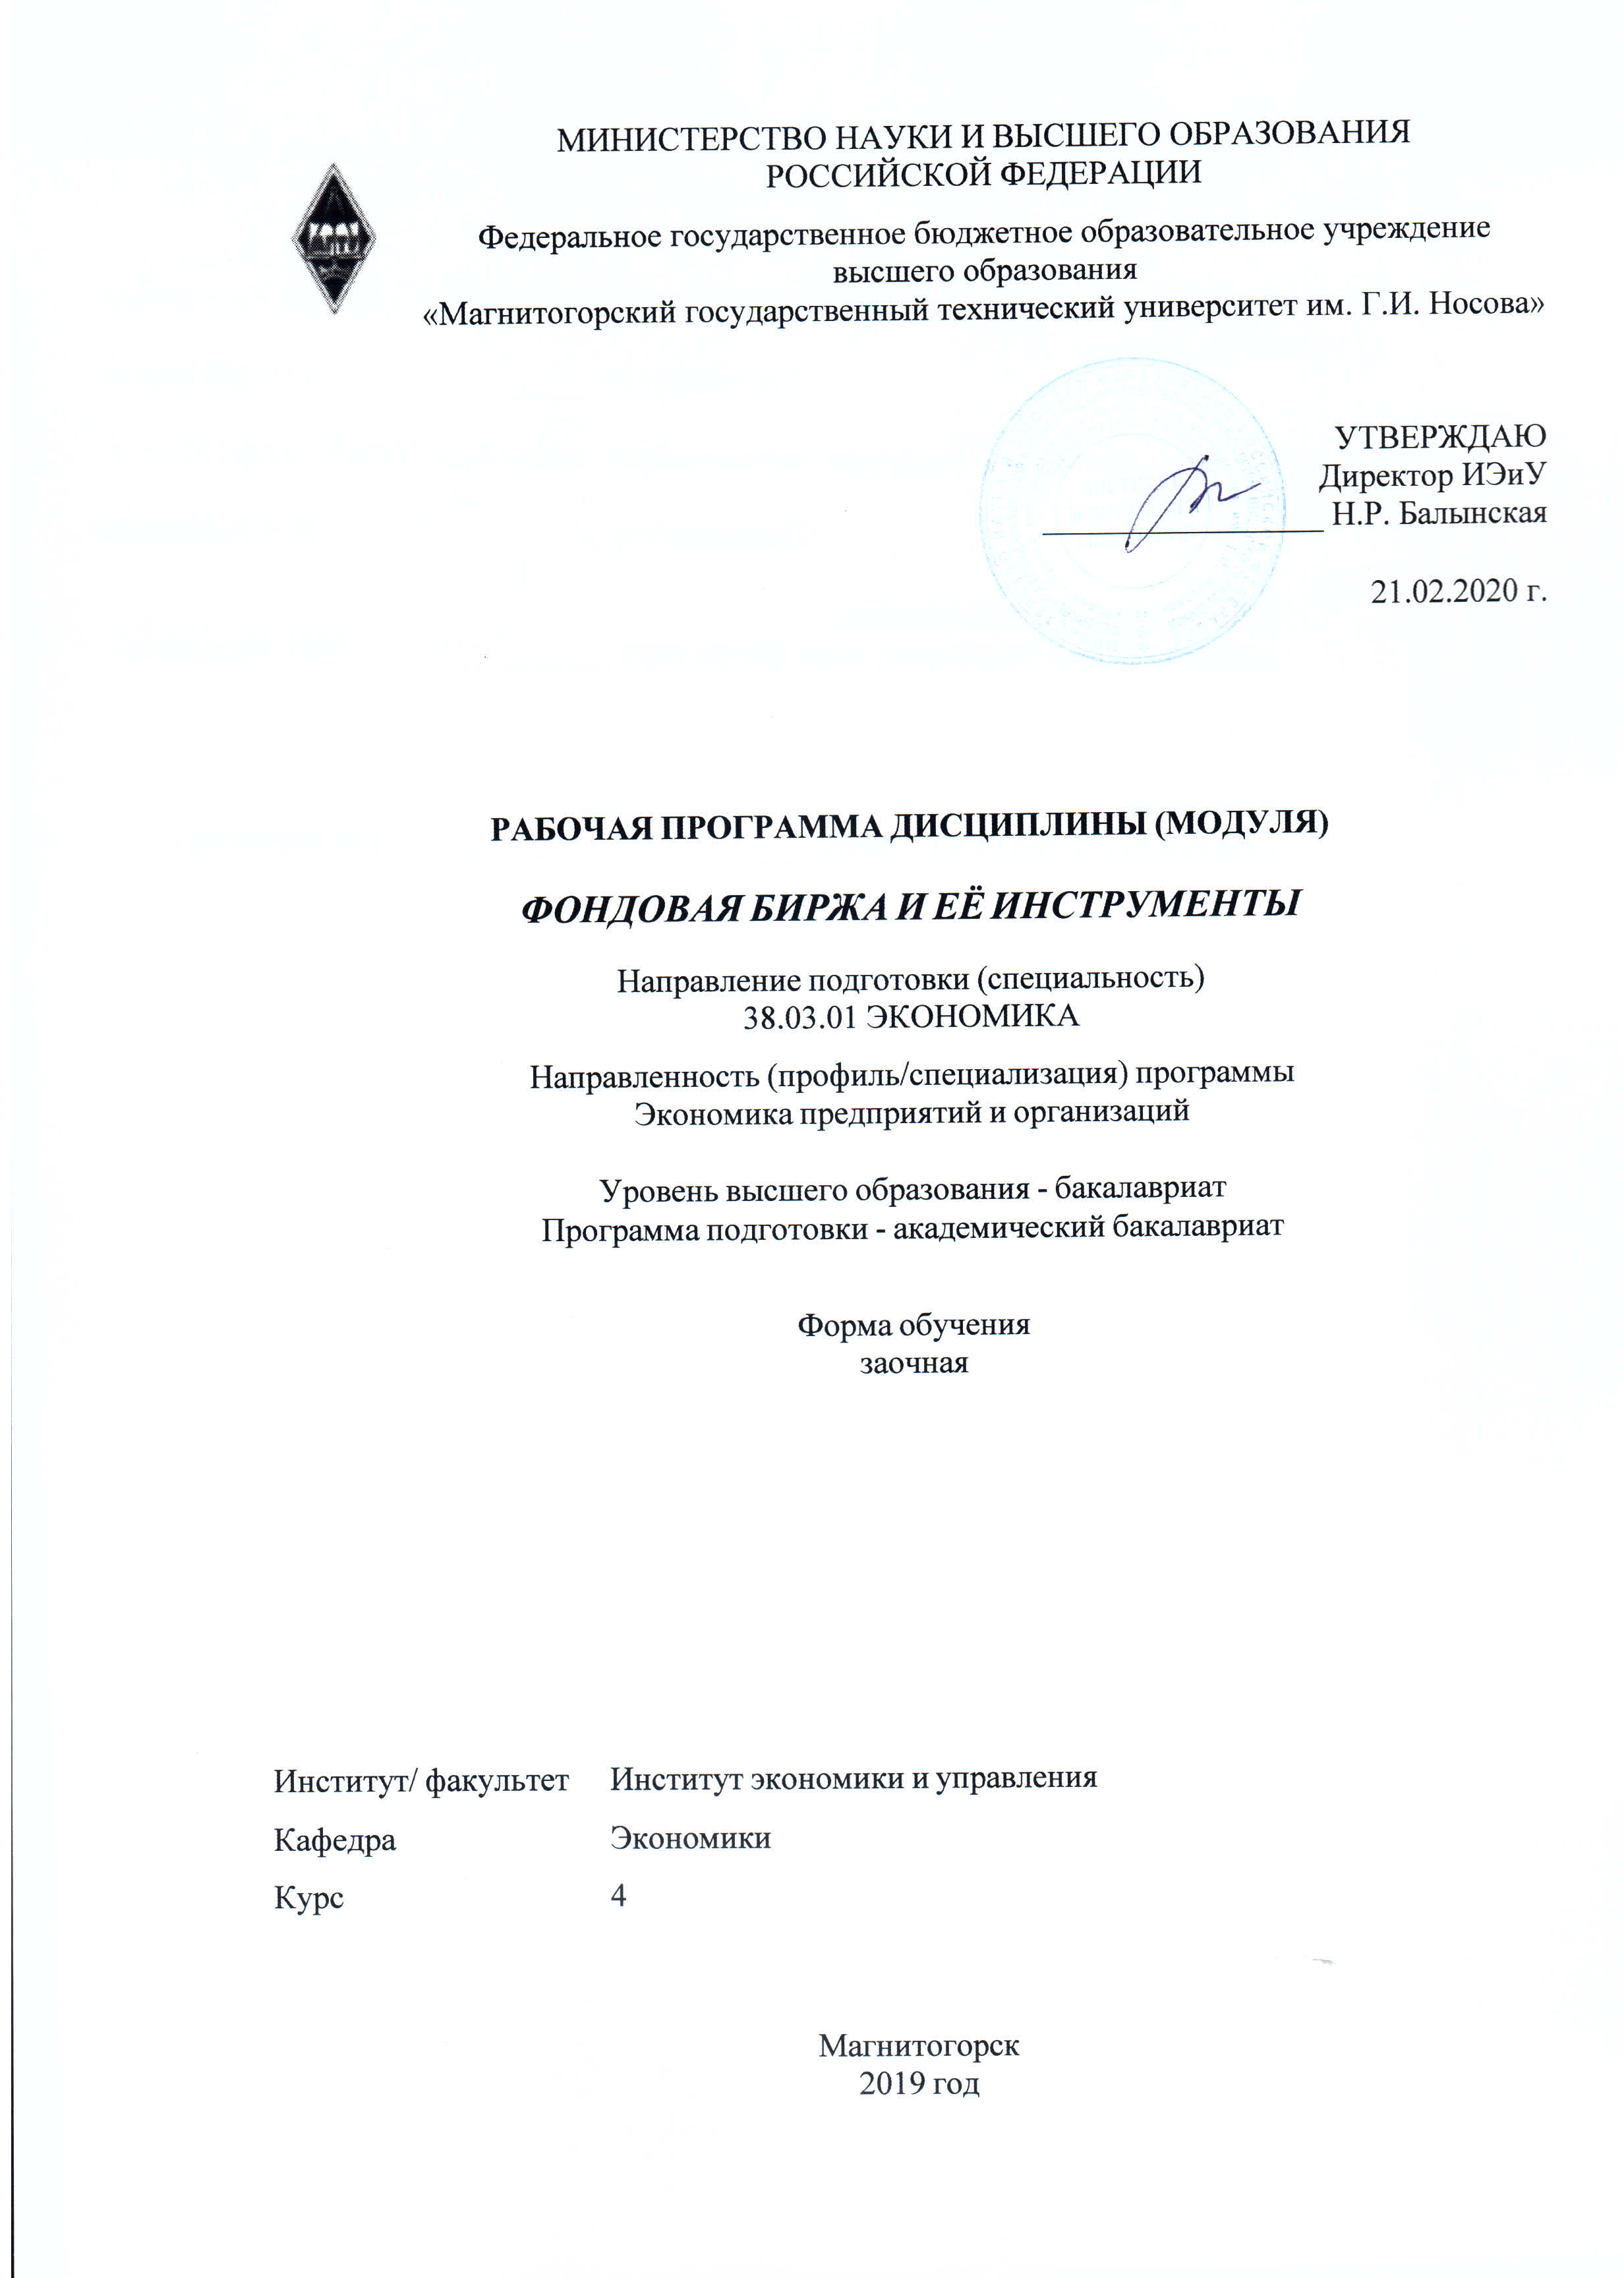 МИНИСТЕРСТВО НАУКИ И ВЫСШЕГО ОБРАЗОВАНИЯ
РОССИЙСКОЙ ФЕДЕРАЦИИ
Федеральное государственное бюджетное образовательное учреждение
высшего образования
«Магнитогорский государственный технический университет им. Г.И. Носова»
УТВЕРЖДАЮ
Директор ИЭиУ
Н.Р. Балынская
21.02.2020 г.
РАБОЧАЯ ПРОГРАММА ДИСЦИПЛИНЫ (МОДУЛЯ)
ФОНДОВАЯ БИРЖА И ЕЁ ИНСТРУМЕНТЫ
Направление подготовки (специальность)
38.03.01 ЭКОНОМИКА
Направленность (профиль/специализация) программы
Экономика предприятий и организаций
Уровень высшего образования - бакалавриат
Программа подготовки - академический бакалавриат
Форма обучения
заочная
Институт/ факультет Институт экономики и управления
Кафедра Экономики
Курс 4
Магнитогорск
2019 год